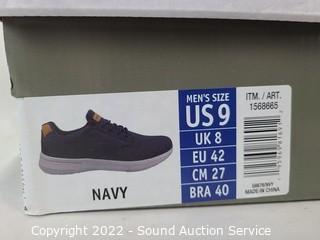 MEN'S SIZE
US 9
UK 8
EU 42
CM 27
BRA 40
ITM. / ART.
1568665
NAVY
MADE IN CHINA
Copyright 2022 - Sound Auction Service